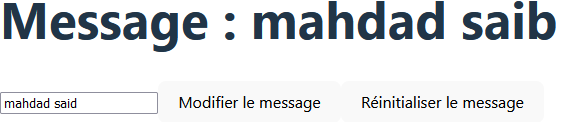 Message : mahdad saib
mahdad said Modifier le message Réinitialiser le message